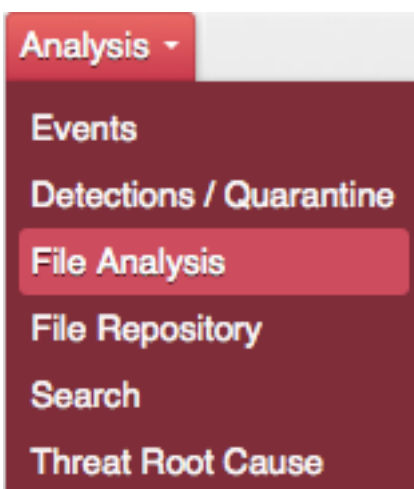 Analysis
Events
Detections / Quarantine
File Analysis
File Repository
Search
Threat Root Cause